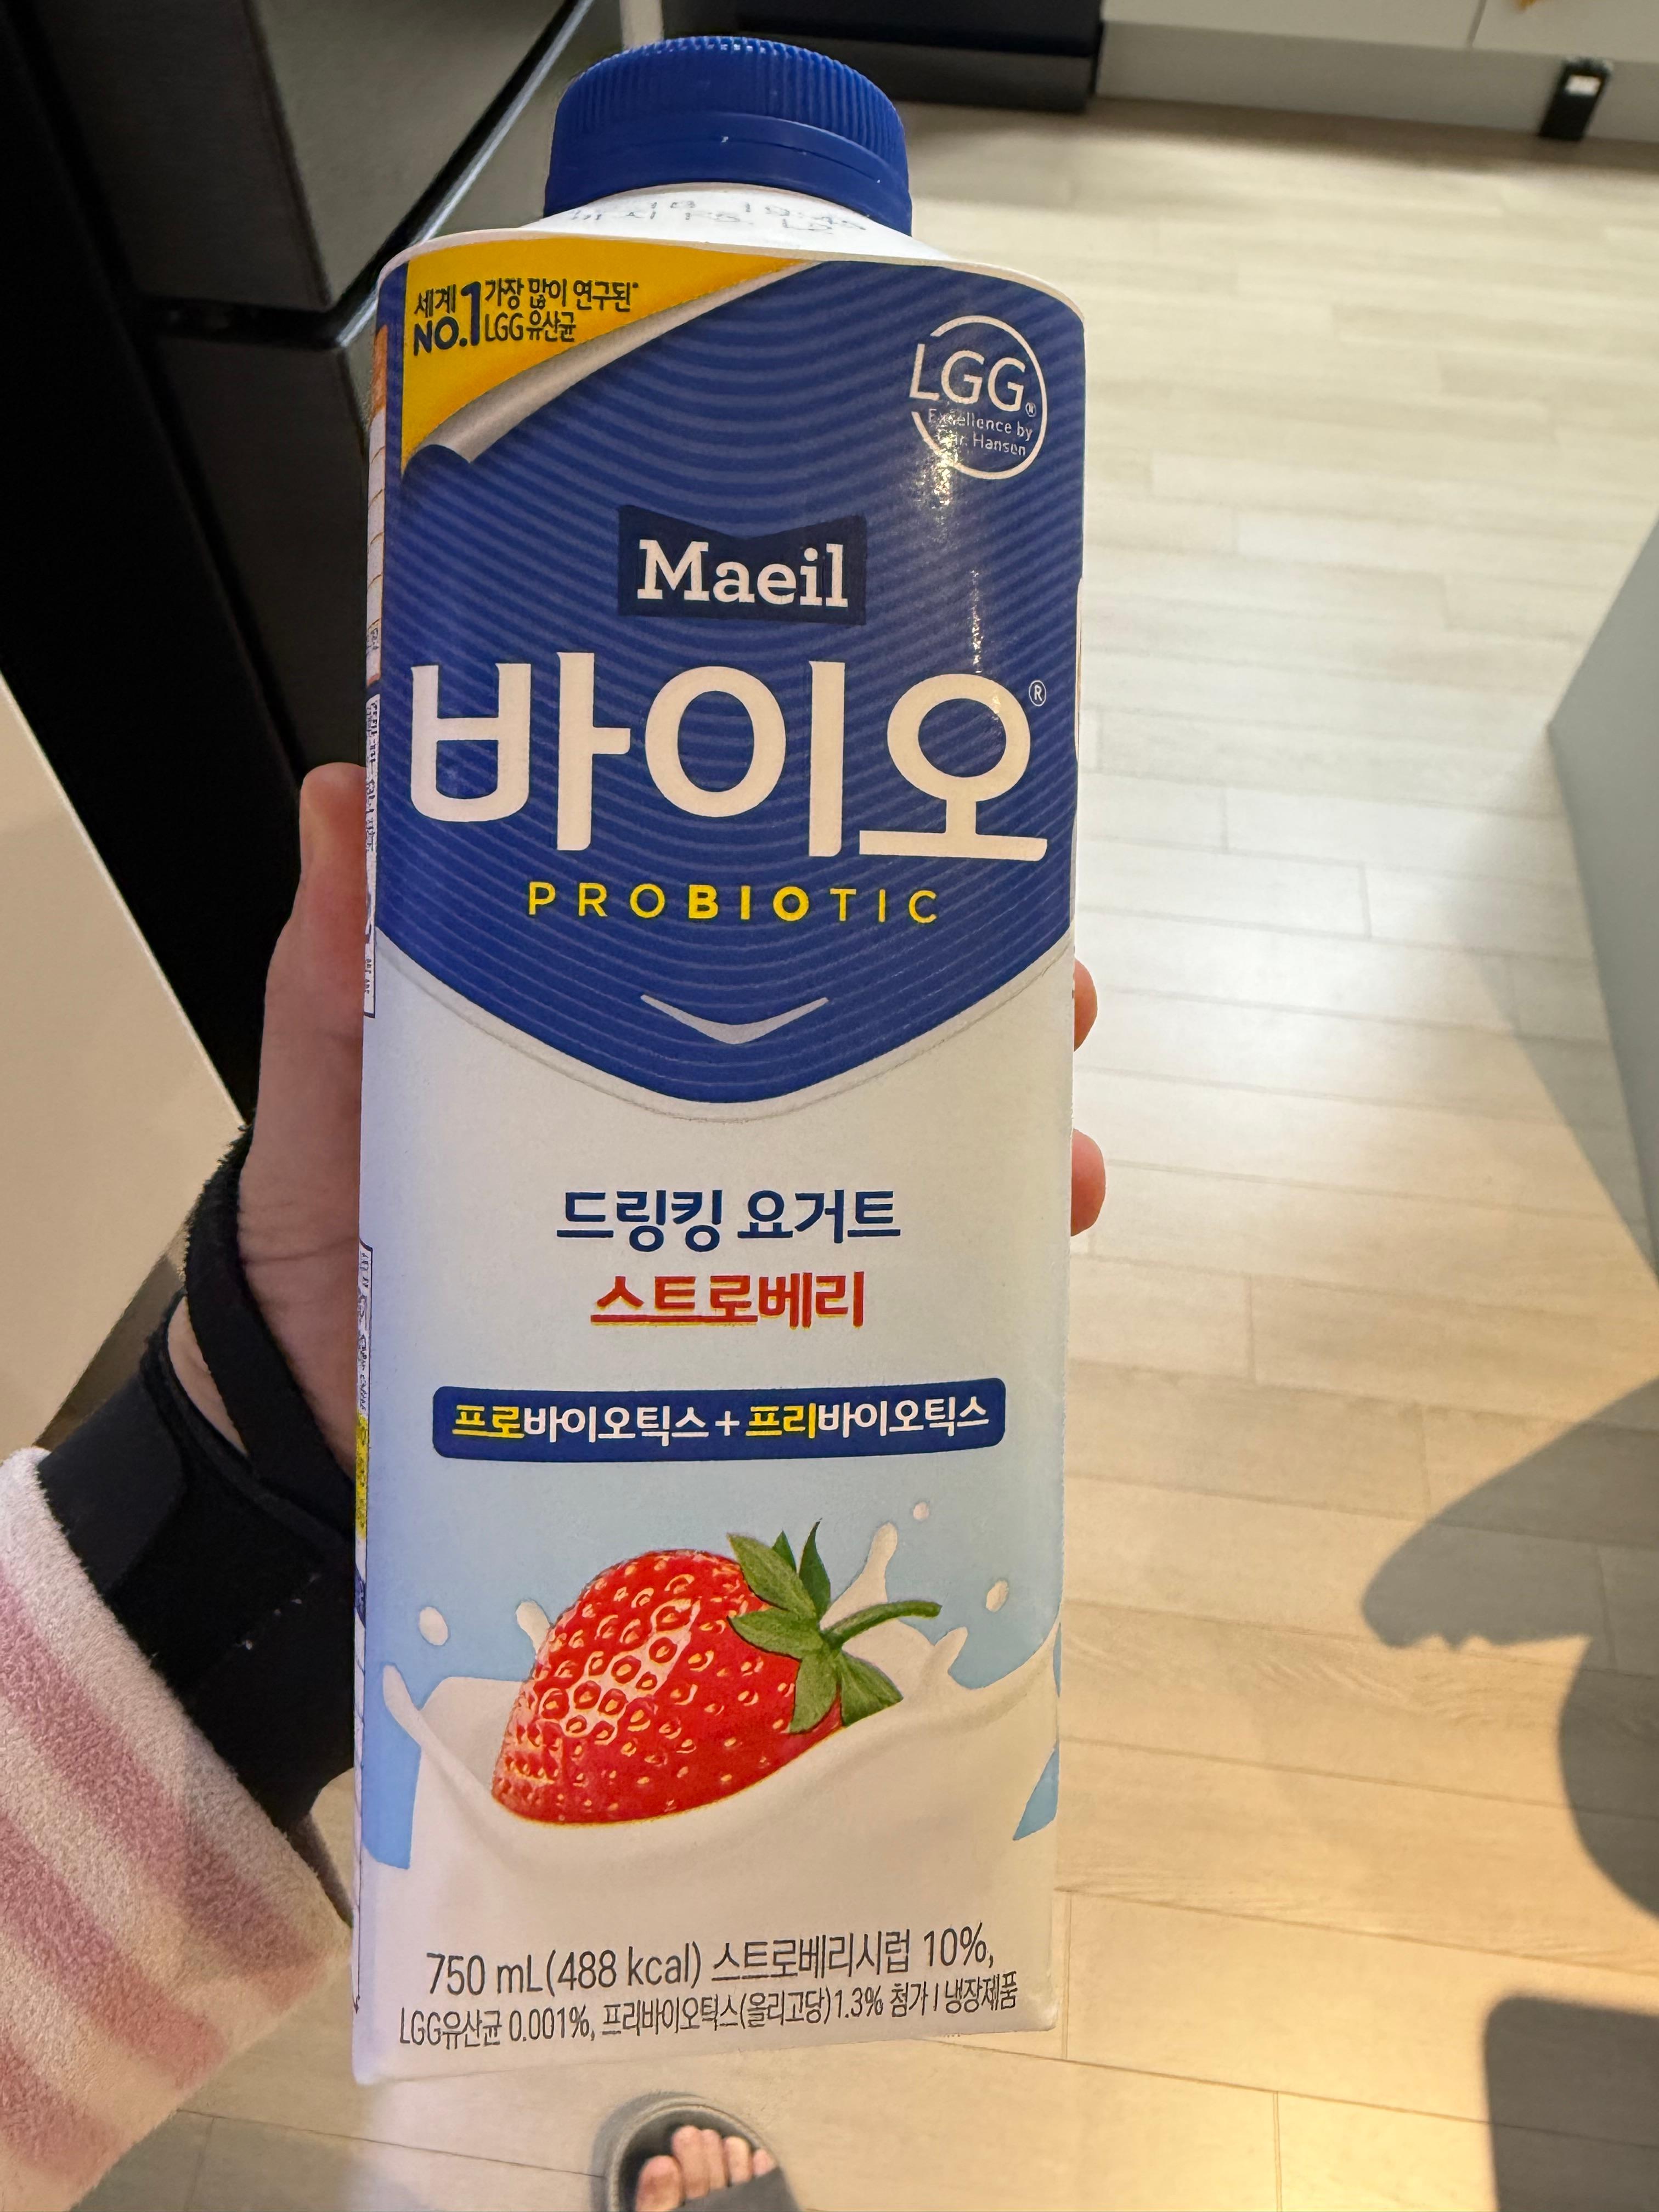 세계 가장 많이 연구된*
NO.1 LGG 유산균
LGG®
Excellence by
Chr. Hansen
Maeil
바이오®
PROBIOTIC
드링킹 요거트
스트로베리
프로바이오틱스 + 프리바이오틱스
750 mL(488 kcal) 스트로베리시럽 10%,
LGG유산균 0.001%, 프리바이오틱스(올리고당)1.3% 첨가 I 냉장제품